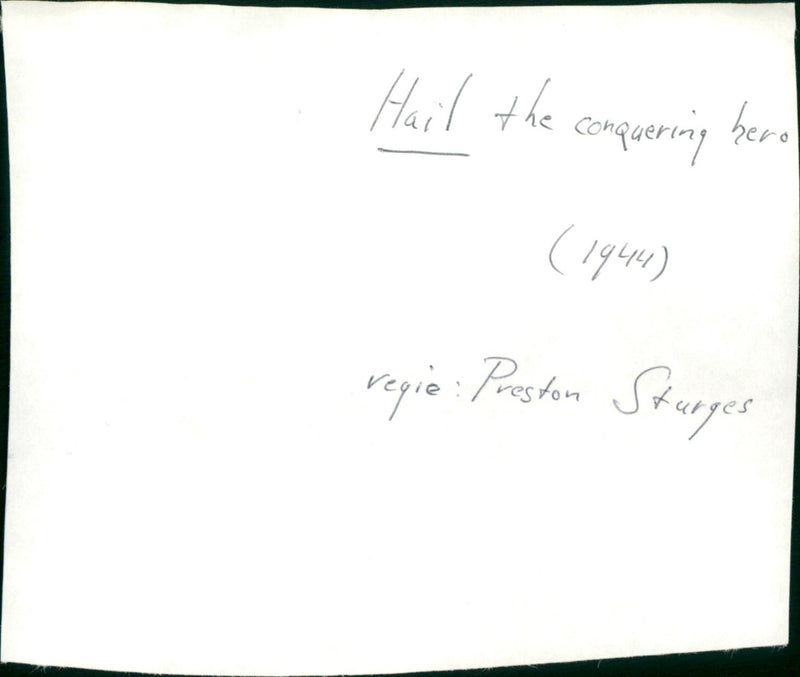 Hail the conquering hero
(1944)
regie: Preston Sturges